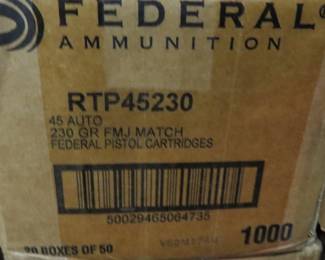 FEDERAL
AMMUNITION
RTP45230
45 AUTO
230 GR FMJ MATCH
FEDERAL PISTOL CARTRIDGES
50029465064735
20 BOXES OF 50
1000